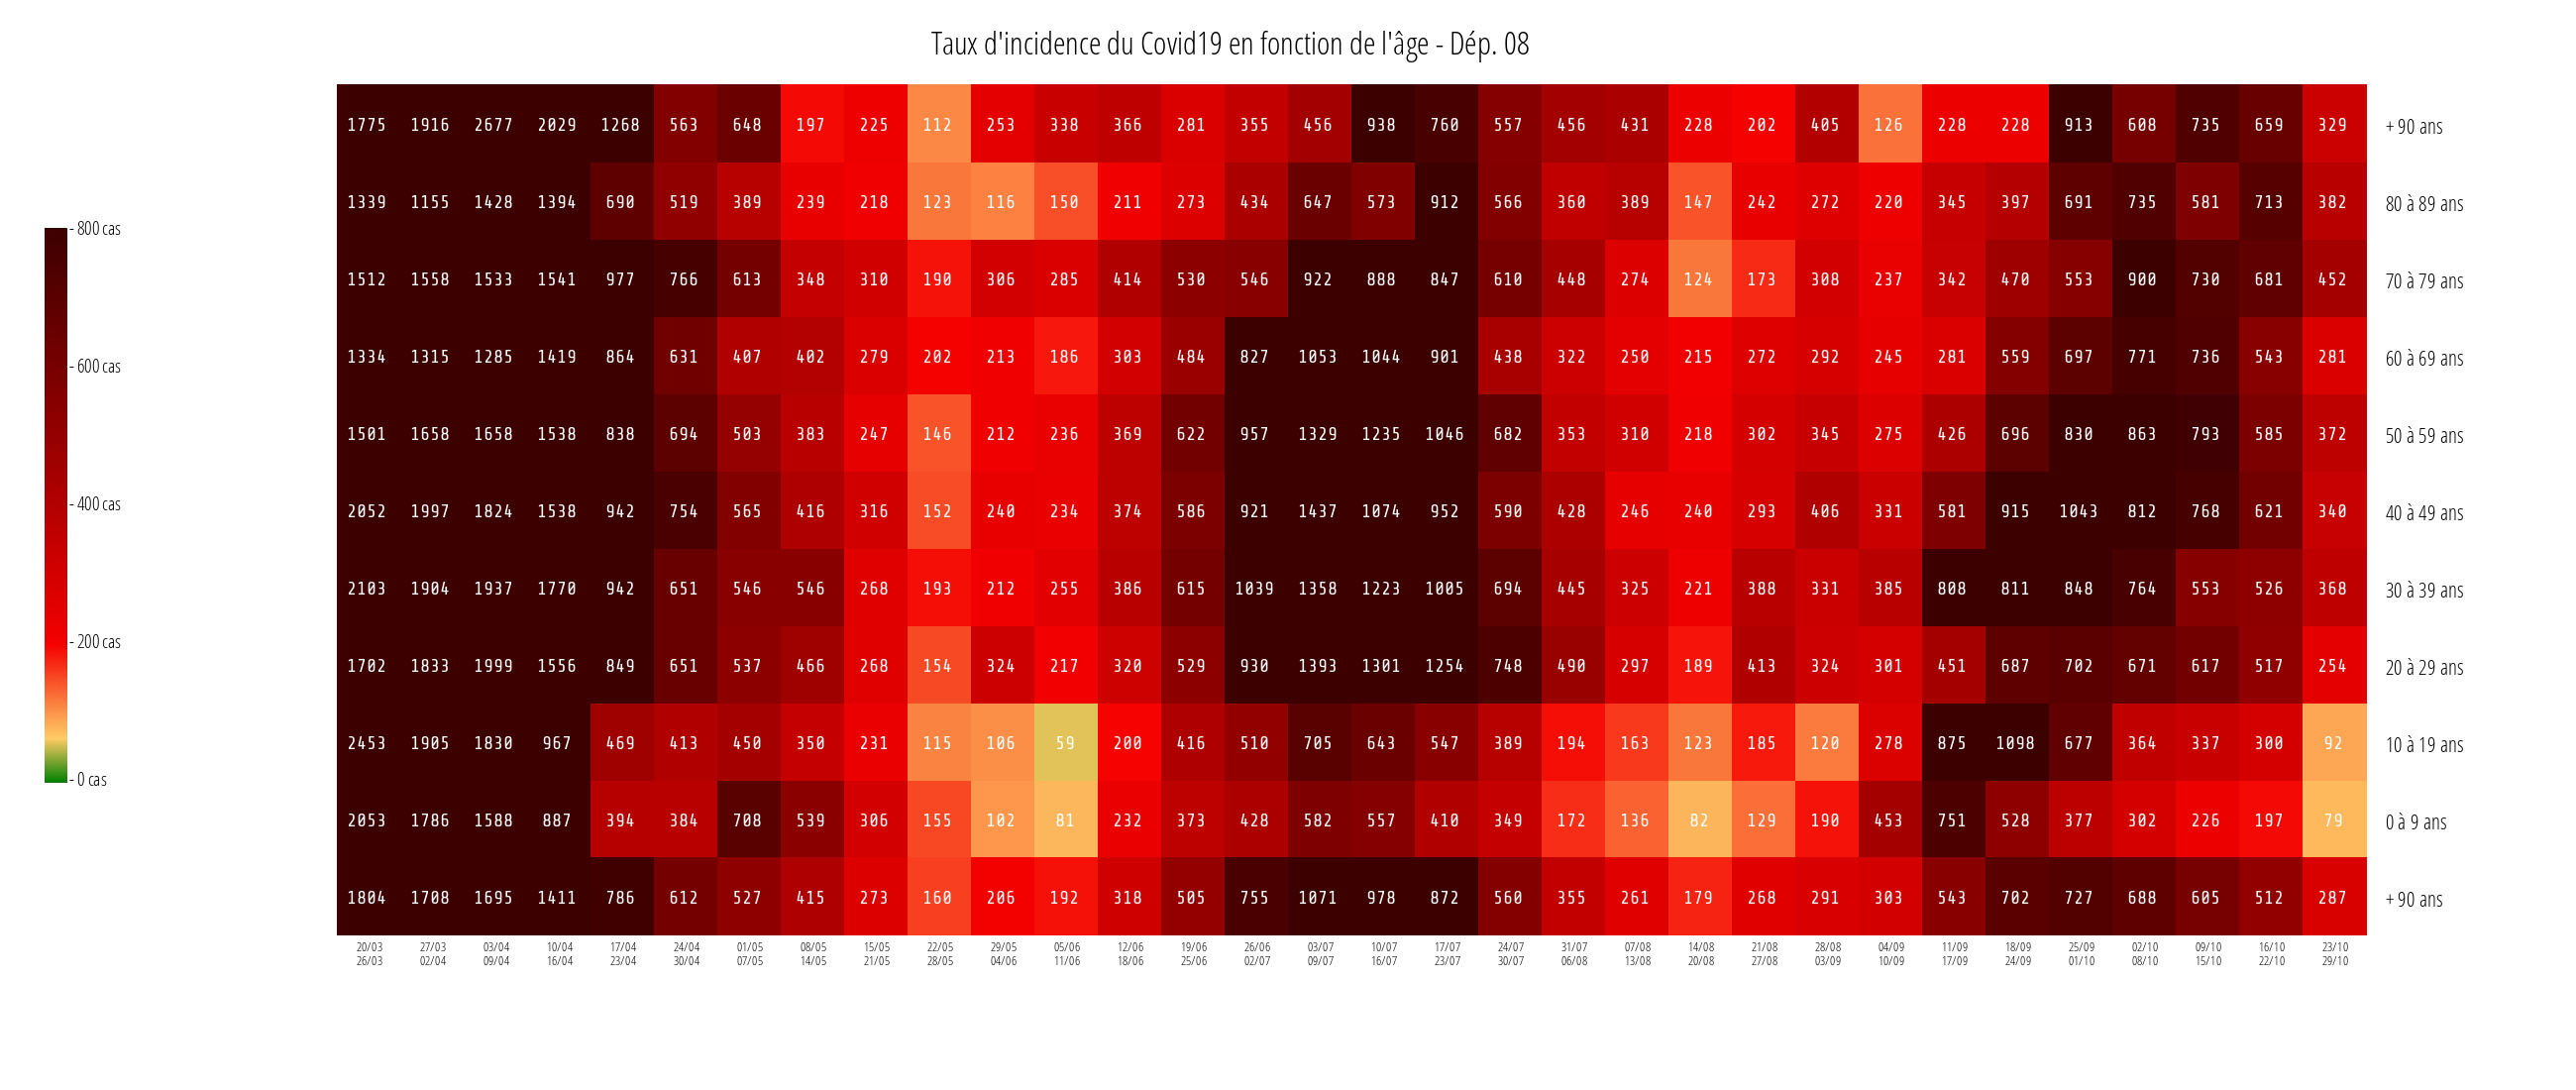 Taux d'incidence du Covid19 en fonction de l'âge - Dép. 08
1775 1916 2677 2029 1268 563 648 197 225 112 253 338 366 281 355 456 938 760 557 456 431 228 202 405 126 228 228 913 608 735 659 329 + 90 ans
1339 1155 1428 1394 690 519 389 239 218 123 116 150 211 273 434 647 573 912 566 360 389 147 242 272 220 345 397 691 735 581 713 382 80 à 89 ans
1512 1558 1533 1541 977 766 613 348 310 190 306 285 414 530 546 922 888 847 610 448 274 124 173 308 237 342 470 553 900 730 681 452 70 à 79 ans
1334 1315 1285 1419 864 631 407 402 279 202 213 186 303 484 827 1053 1044 901 438 322 250 215 272 292 245 281 559 697 771 736 543 281 60 à 69 ans
1501 1658 1658 1538 838 694 503 383 247 146 212 236 369 622 957 1329 1235 1046 682 353 310 218 302 345 275 426 696 830 863 793 585 372 50 à 59 ans
2052 1997 1824 1538 942 754 565 416 316 152 240 234 374 586 921 1437 1074 952 590 428 246 240 293 406 331 581 915 1043 812 768 621 340 40 à 49 ans
2103 1904 1937 1770 942 651 546 546 268 193 212 255 386 615 1039 1358 1223 1005 694 445 325 221 388 331 385 808 811 848 764 553 526 368 30 à 39 ans
1702 1833 1999 1556 849 651 537 466 268 154 324 217 320 529 930 1393 1301 1254 748 490 297 189 413 324 301 451 687 702 671 617 517 254 20 à 29 ans
2453 1905 1830 967 469 413 450 350 231 115 106 59 200 416 510 705 643 547 389 194 163 123 185 120 278 875 1098 677 364 337 300 92 10 à 19 ans
2053 1786 1588 887 394 384 708 539 306 155 102 81 232 373 428 582 557 410 349 172 136 82 129 190 453 751 528 377 302 226 197 79 0 à 9 ans
1804 1708 1695 1411 786 612 527 415 273 160 206 192 318 505 755 1071 978 872 560 355 261 179 268 291 303 543 702 727 688 605 512 287 + 90 ans
20/03 27/03 03/04 10/04 17/04 24/04 01/05 08/05 15/05 22/05 29/05 05/06 12/06 19/06 26/06 03/07 10/07 17/07 24/07 31/07 07/08 14/08 21/08 28/08 04/09 11/09 18/09 25/09 02/10 09/10 16/10 23/10
26/03 02/04 09/04 16/04 23/04 30/04 07/05 14/05 21/05 28/05 04/06 11/06 18/06 25/06 02/07 09/07 16/07 23/07 30/07 06/08 13/08 20/08 27/08 03/09 10/09 17/09 24/09 01/10 08/10 15/10 22/10 29/10
- 800 cas
- 600 cas
- 400 cas
- 200 cas
- 0 cas